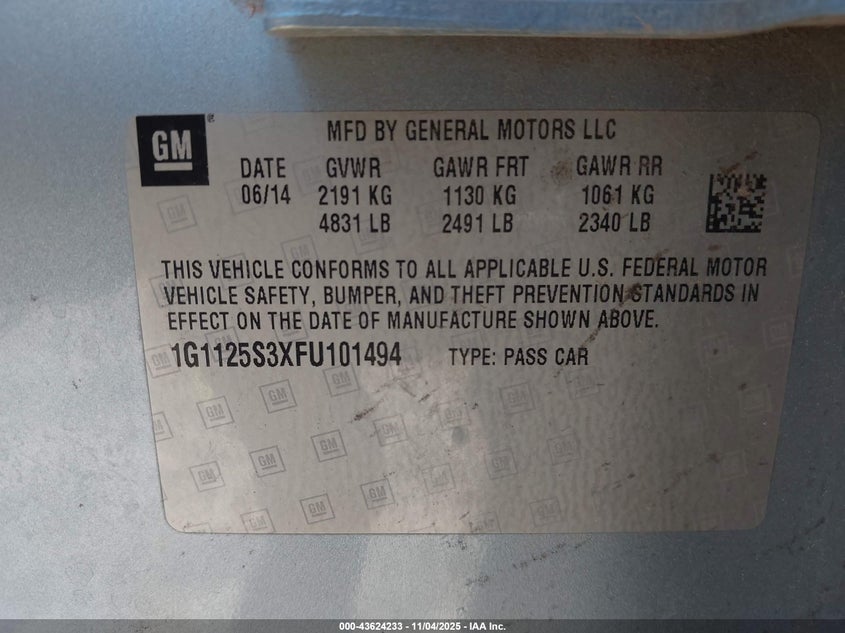 GM
MFD BY GENERAL MOTORS LLC
DATE GVWR GAWR FRT GAWR RR
06/14 2191 KG 1130 KG 1061 KG
4831 LB 2491 LB 2340 LB
THIS VEHICLE CONFORMS TO ALL APPLICABLE U.S. FEDERAL MOTOR
VEHICLE SAFETY, BUMPER, AND THEFT PREVENTION STANDARDS IN
EFFECT ON THE DATE OF MANUFACTURE SHOWN ABOVE.
1G1125S3XFU101494 TYPE: PASS CAR
000-43624233 - 11/04/2025 - IAA Inc.